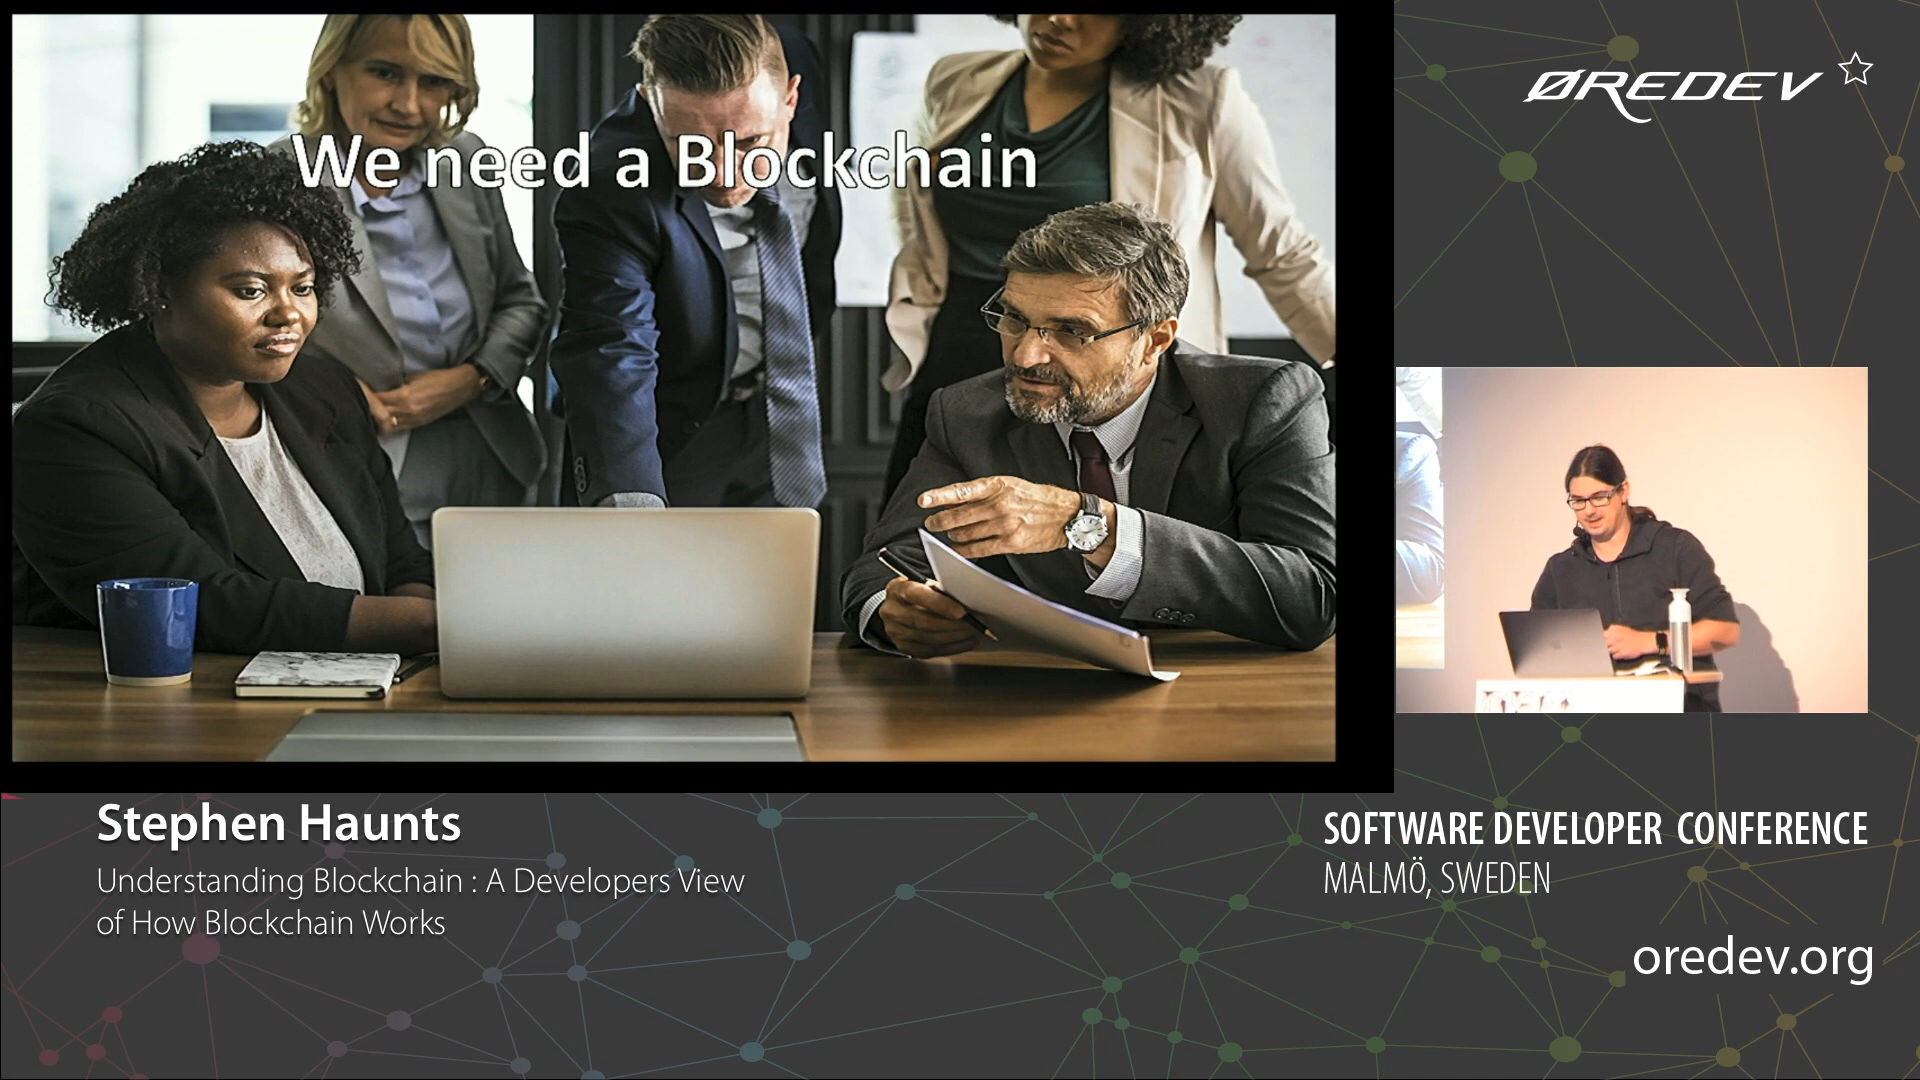 We need a Blockchain
ØREDEV
Stephen Haunts
Understanding Blockchain : A Developers View
of How Blockchain Works
SOFTWARE DEVELOPER CONFERENCE
MALMÖ, SWEDEN
oredev.org